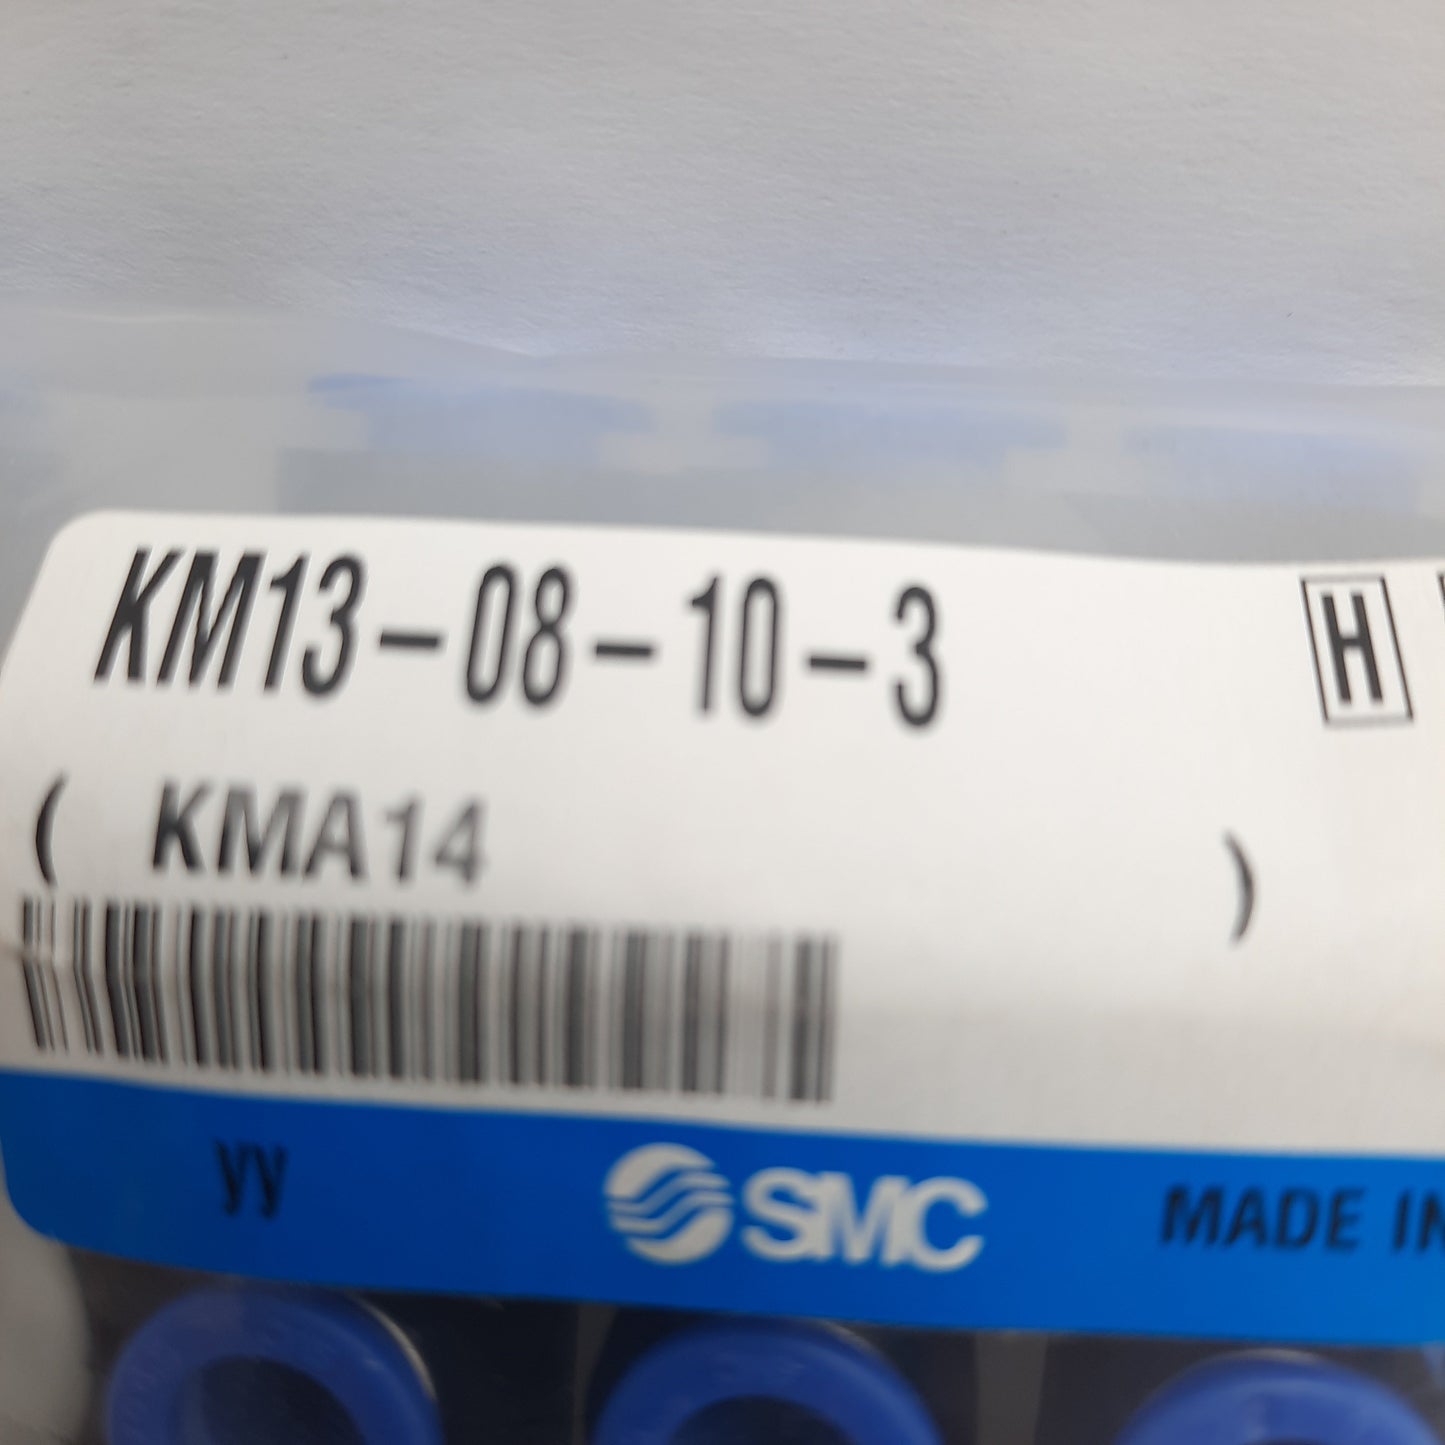 KM13-08-10-3 H
( KMA14 )
yy SMC MADE IN